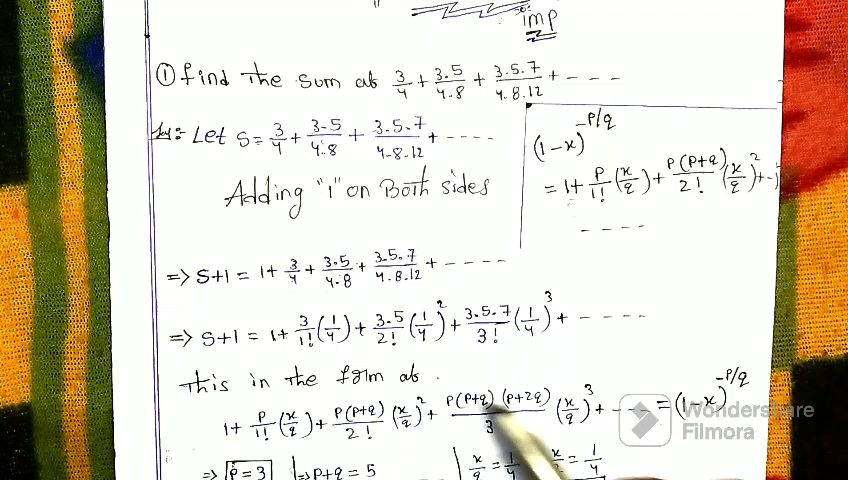 imp
① Find the sum of 3/4 + 3.5/4.8 + 3.5.7/4.8.12 + - - - -
Ans:- Let S = 3/4 + 3-5/4.8 + 3.5.7/4-8-12 + - - - -
(1-x)^-P/q
= 1 + P/1! (x/q) + P(P+q)/2! (x/q)^2 + - -
- - - -
Adding "1" on Both sides
=> S+1 = 1 + 3/4 + 3.5/4.8 + 3.5.7/4.8.12 + - - - -
=> S+1 = 1 + 3/1! (1/4) + 3.5/2! (1/4)^2 + 3.5.7/3! (1/4)^3 + - - - -
This in the form of
1 + P/1! (x/q) + P(P+q)/2! (x/q)^2 + P(P+q)(P+2q)/3 (x/q)^3 + - - - = (1-x)^-P/q
=> P = 3 | => P+q = 5 | x/q = 1/4 = 1/4
Wondershare
Filmora